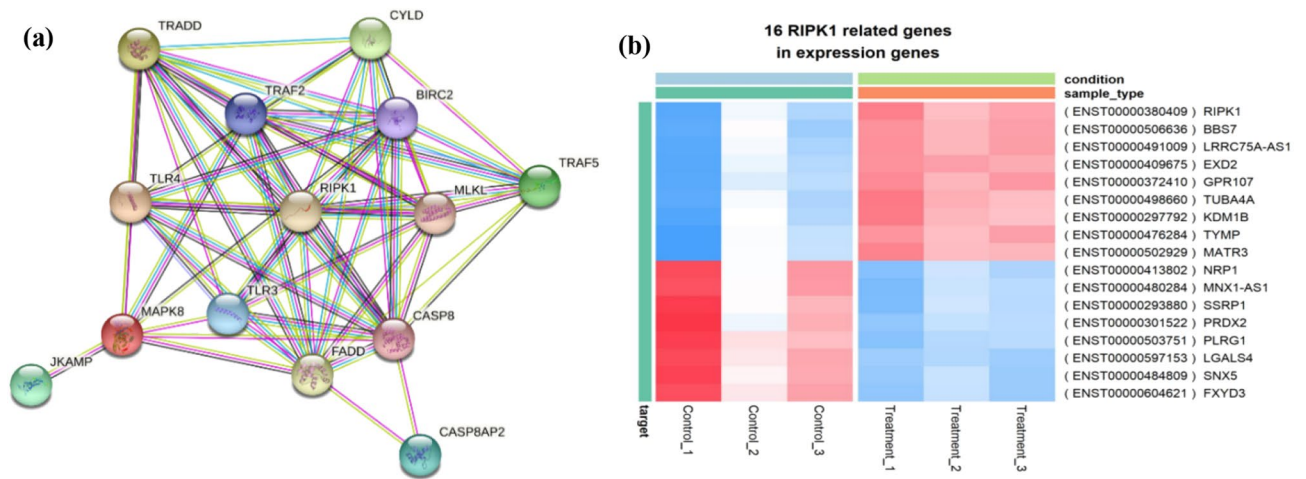 (a)
TRADD
CYLD
TRAF2
BIRC2
TRAF5
TLR4
RIPK1
MLKL
TLR3
MAPK8
CASP8
JKAMP
FADD
CASP8AP2
(b)
16 RIPK1 related genes
in expression genes
condition
sample_type
( ENST00000380409 ) RIPK1
( ENST00000506636 ) BBS7
( ENST00000491009 ) LRRC75A-AS1
( ENST00000409675 ) EXD2
( ENST00000372410 ) GPR107
( ENST00000498660 ) TUBA4A
( ENST00000297792 ) KDM1B
( ENST00000476284 ) TYMP
( ENST00000502929 ) MATR3
( ENST00000413802 ) NRP1
( ENST00000480284 ) MNX1-AS1
( ENST00000293880 ) SSRP1
( ENST00000301522 ) PRDX2
( ENST00000503751 ) PLRG1
( ENST00000597153 ) LGALS4
( ENST00000484809 ) SNX5
( ENST00000604621 ) FXYD3
target
Control_1
Control_2
Control_3
Treatment_1
Treatment_2
Treatment_3